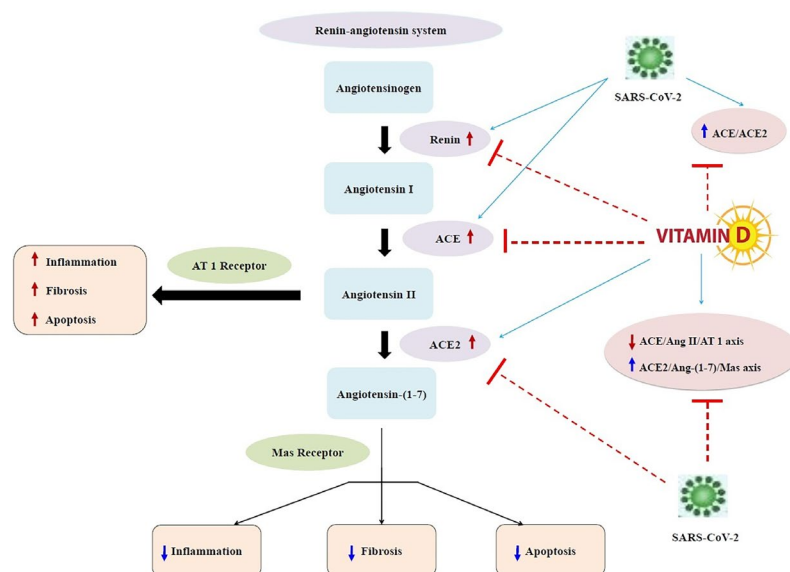 Renin-angiotensin system
SARS-CoV-2
Angiotensinogen
Renin
ACE/ACE2
Angiotensin I
VITAMIN D
ACE
Inflammation
Fibrosis
Apoptosis
AT 1 Receptor
Angiotensin II
ACE2
ACE/Ang II/AT 1 axis
ACE2/Ang-(1-7)/Mas axis
Angiotensin-(1-7)
Mas Receptor
SARS-CoV-2
Inflammation
Fibrosis
Apoptosis